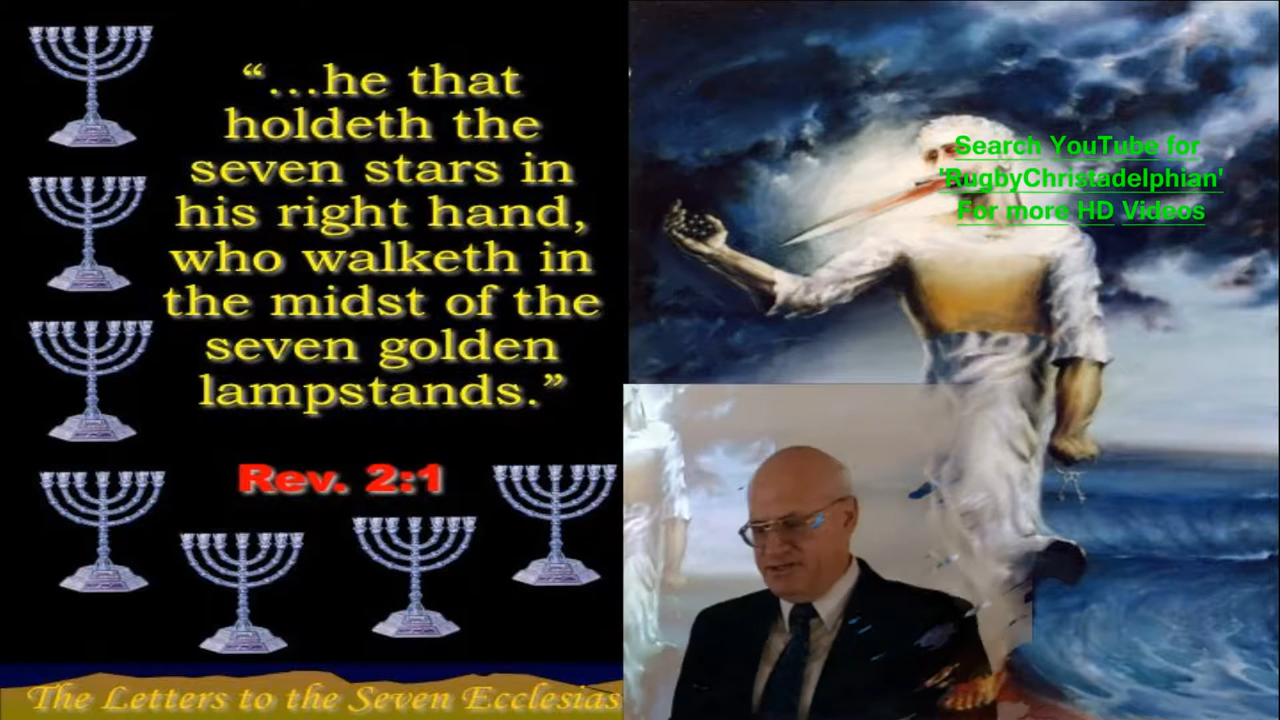 “...he that
holdeth the
seven stars in
his right hand,
who walketh in
the midst of the
seven golden
lampstands.”
Rev. 2:1
The Letters to the Seven Ecclesias
Search YouTube for
'RugbyChristadelphian'
For more HD Videos